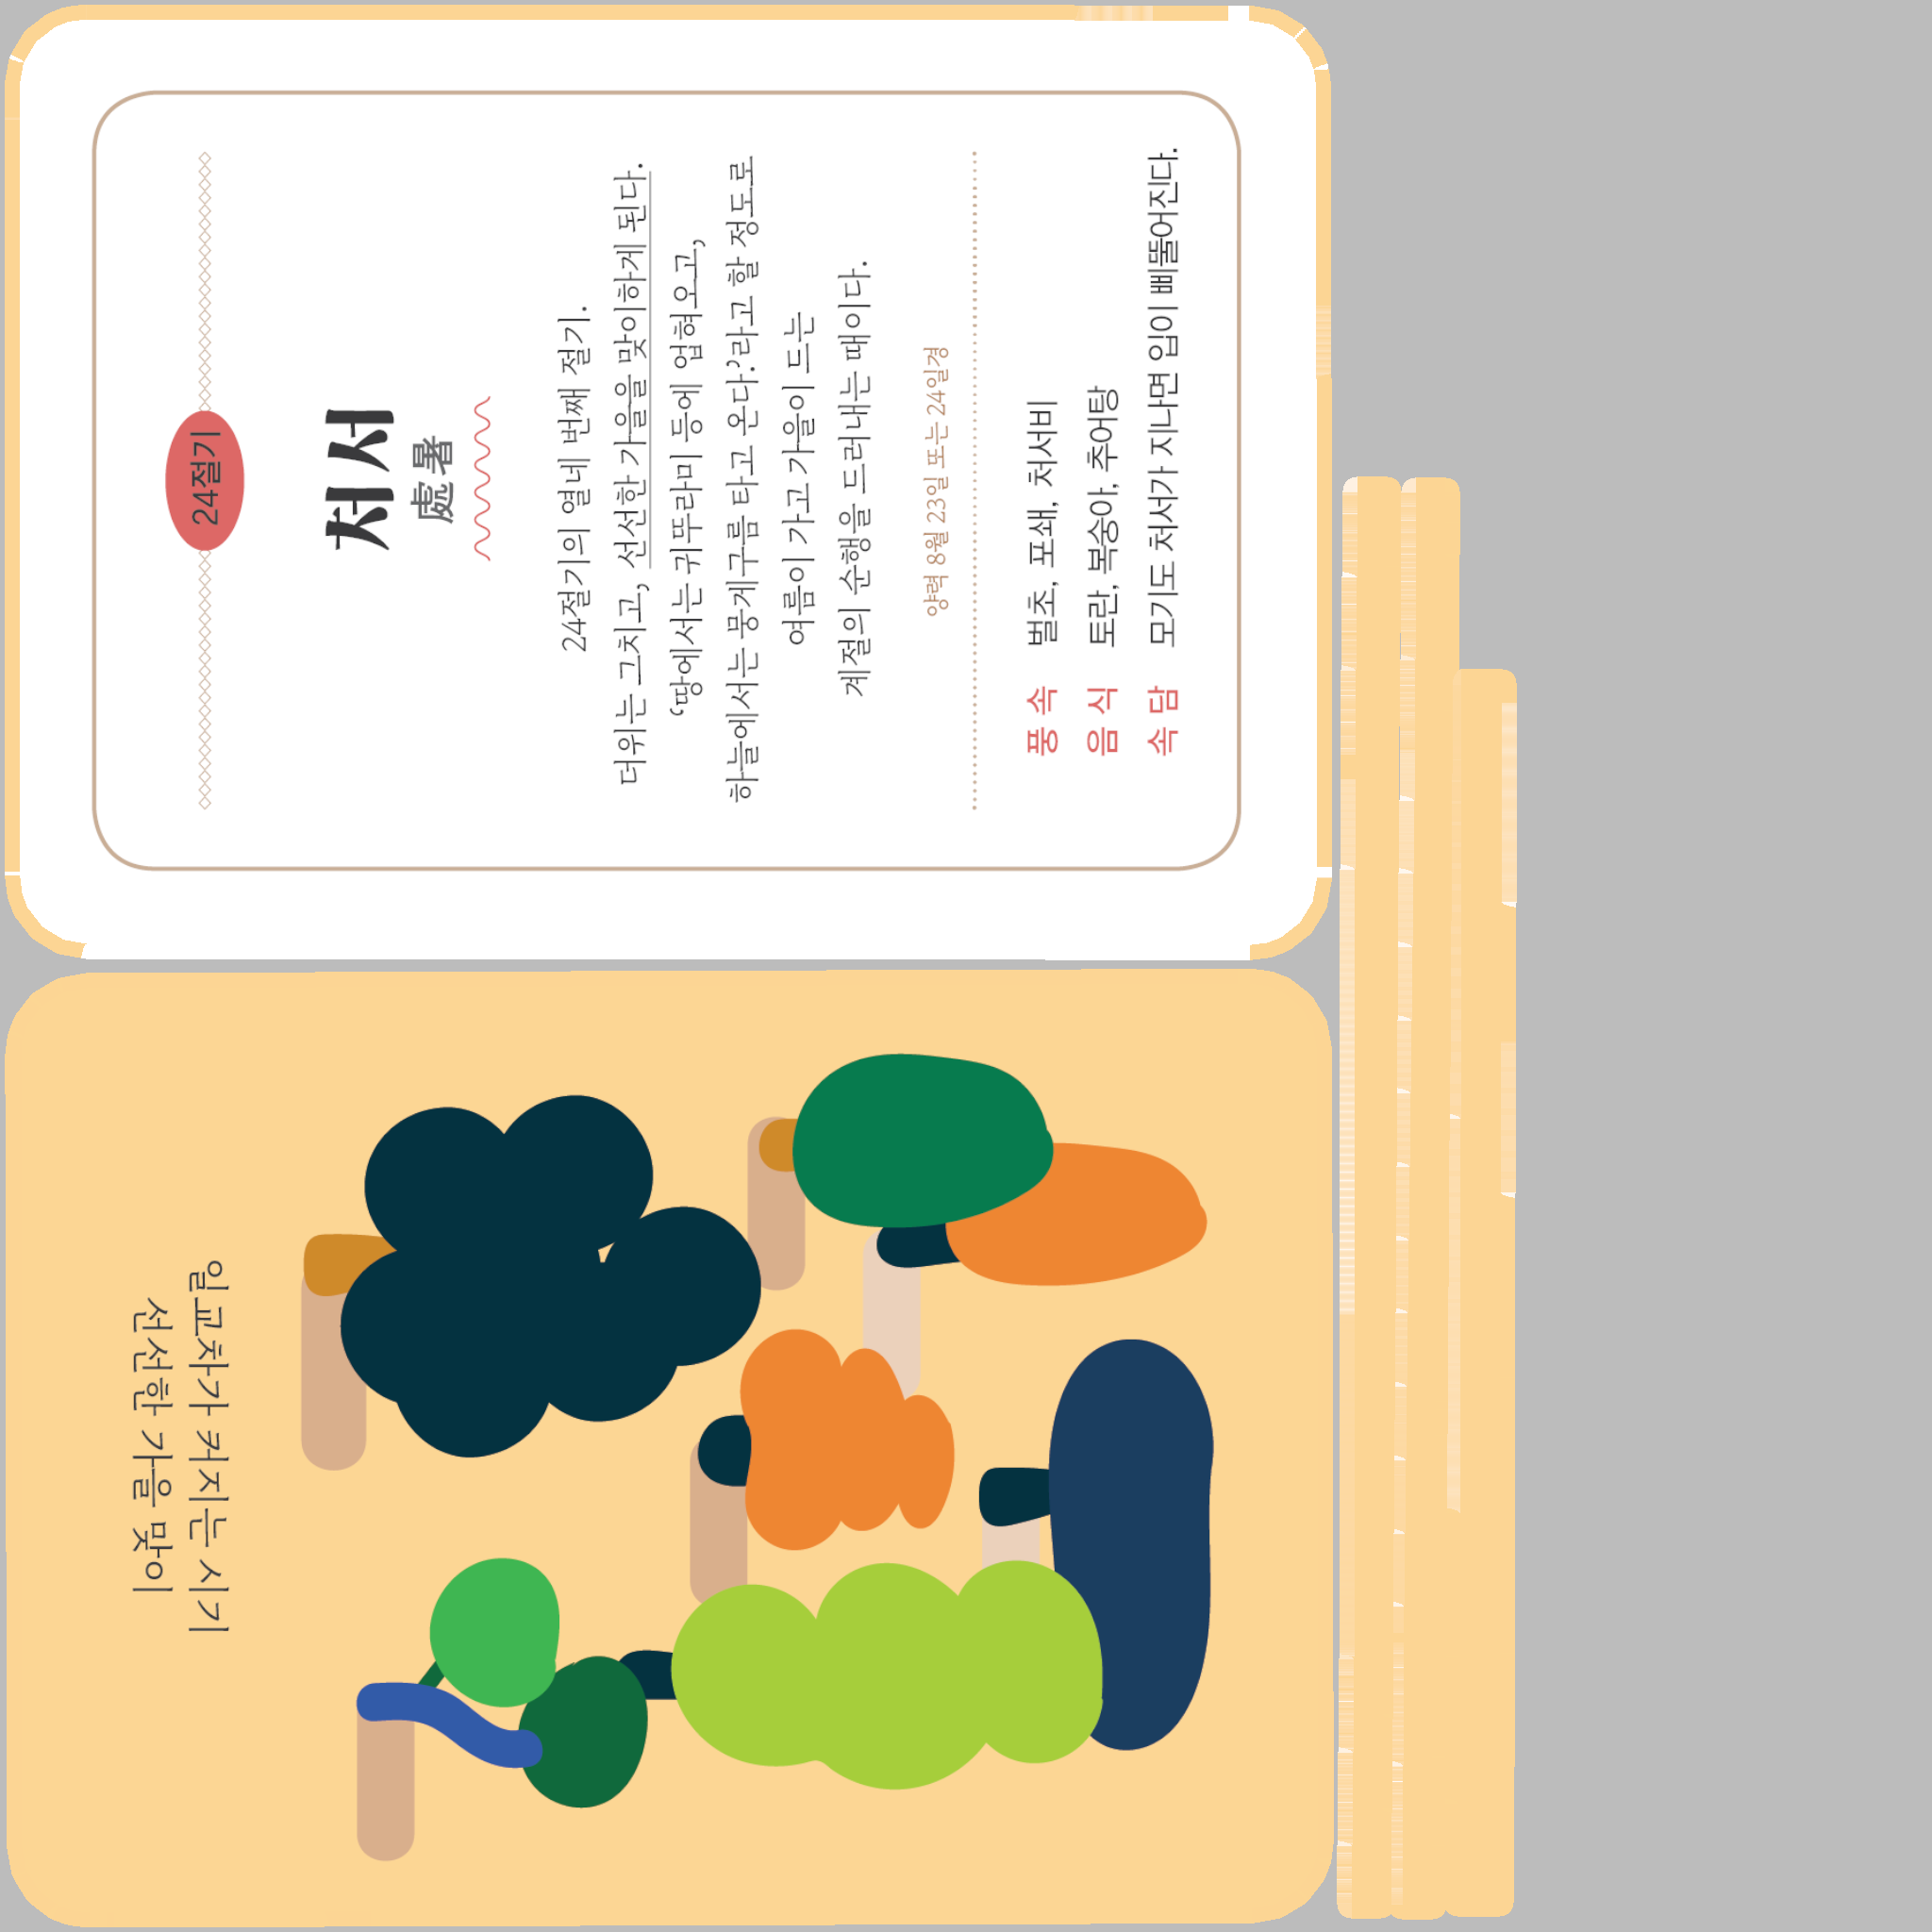 24절기
처서
處暑
24절기의 열네 번째 절기.
더위는 그치고, 선선한 가을을 맞이하게 된다.
‘땅에서는 귀뚜라미 등에 업혀오고,
하늘에서는 뭉게구름 타고 온다.’라고 할 정도로
여름이 가고 가을이 드는
계절의 순행을 드러내는 때이다.
양력 8월 23일 또는 24일경
풍속 벌초, 포쇄, 처서비
음식 토란, 복숭아, 추어탕
속담 모기도 처서가 지나면 입이 삐뚤어진다.
일교차가 커지는 시기
선선한 가을 맞이